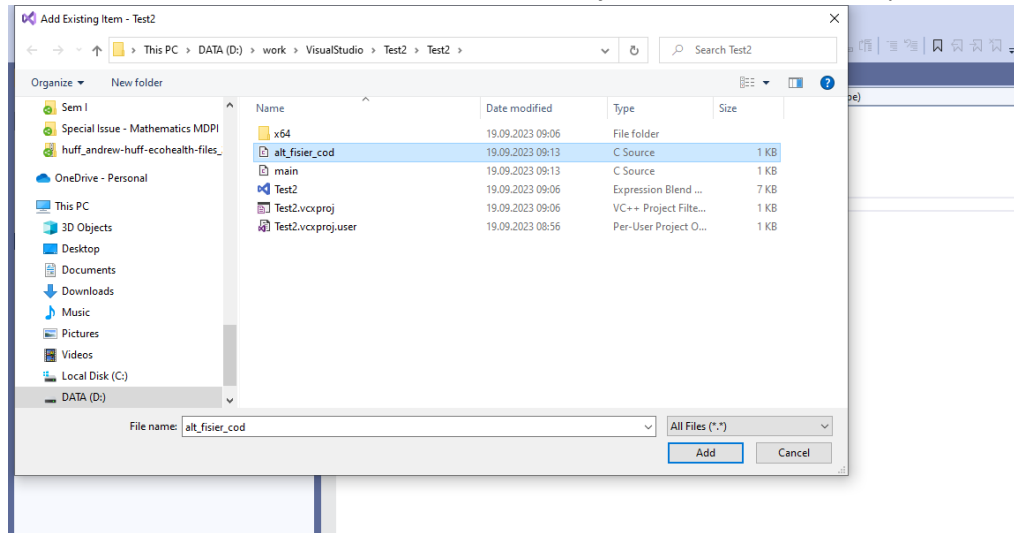 Add Existing Item - Test2
This PC > DATA (D:) > work > VisualStudio > Test2 > Test2 >
Search Test2
Organize
New folder
Sem I
Special Issue - Mathematics MDPI
huff_andrew-huff-ecohealth-files_
OneDrive - Personal
This PC
3D Objects
Desktop
Documents
Downloads
Music
Pictures
Videos
Local Disk (C:)
DATA (D:)
Name Date modified Type Size
x64 19.09.2023 09:06 File folder
alt_fisier_cod 19.09.2023 09:13 C Source 1 KB
main 19.09.2023 09:13 C Source 1 KB
Test2 19.09.2023 09:06 Expression Blend ... 7 KB
Test2.vcxproj 19.09.2023 09:06 VC++ Project Filte... 1 KB
Test2.vcxproj.user 19.09.2023 08:56 Per-User Project O... 1 KB
File name: alt_fisier_cod All Files (*.*)
Add Cancel
pe)